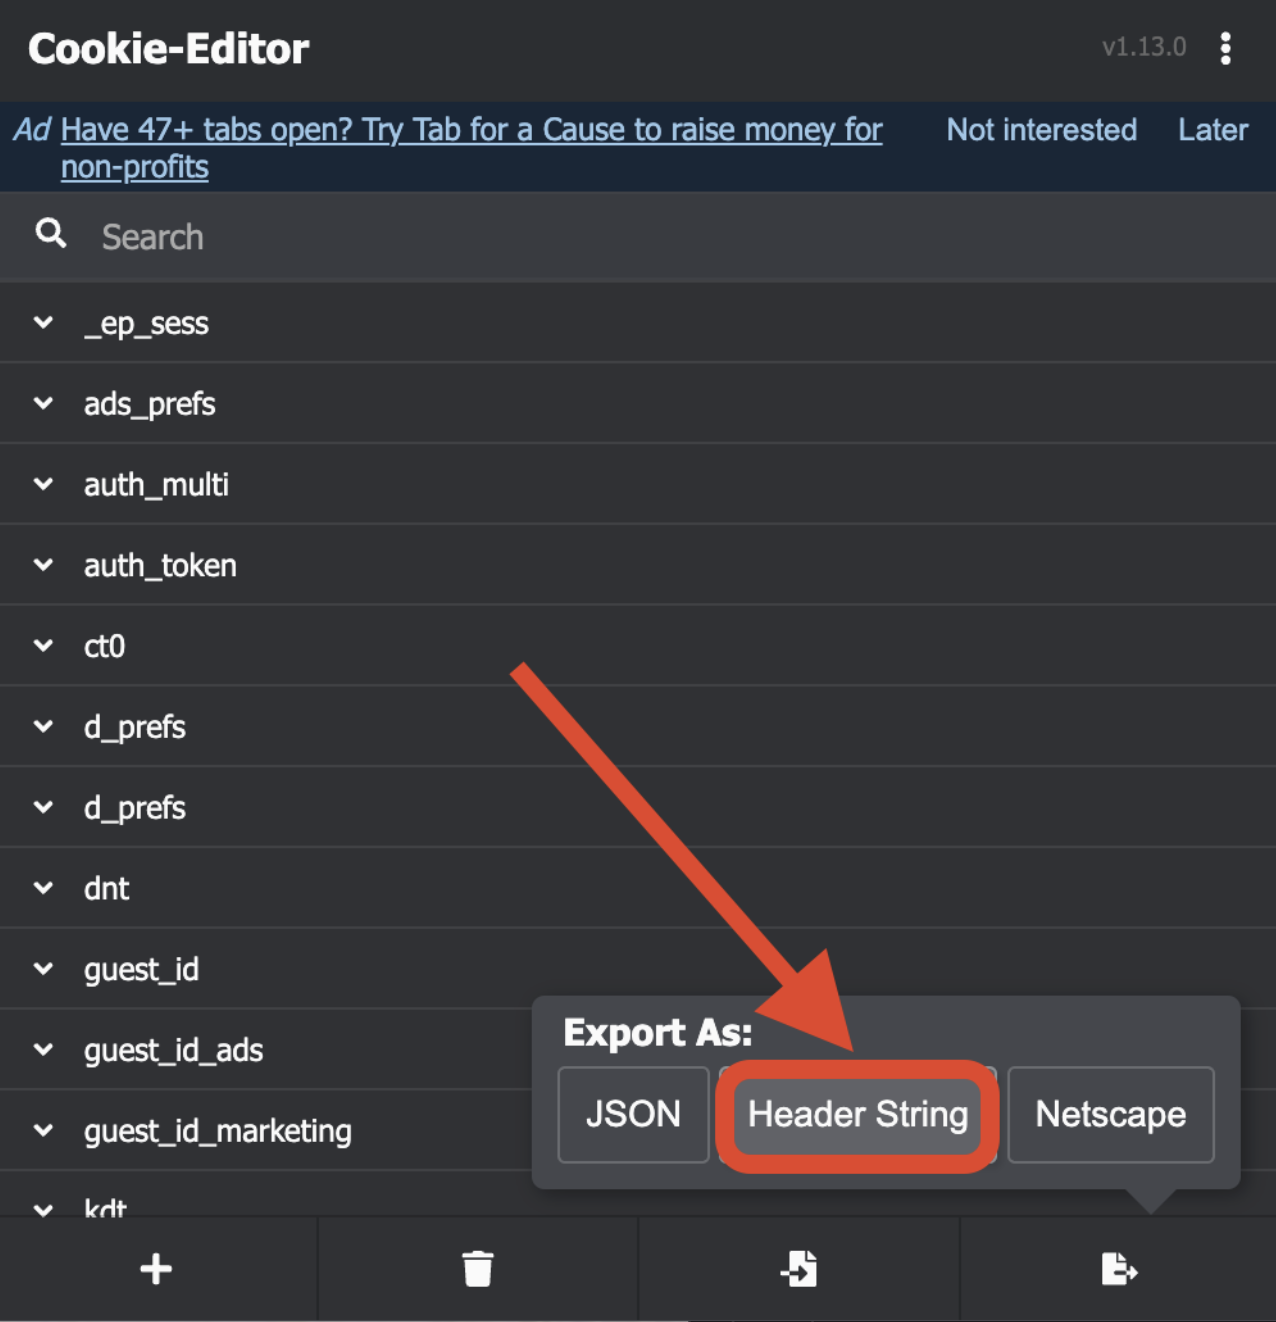 Cookie-Editor
v1.13.0
Ad Have 47+ tabs open? Try Tab for a Cause to raise money for
non-profits
Not interested
Later
Search
_ep_sess
ads_prefs
auth_multi
auth_token
ct0
d_prefs
d_prefs
dnt
guest_id
guest_id_ads
guest_id_marketing
kdt
Export As:
JSON
Header String
Netscape